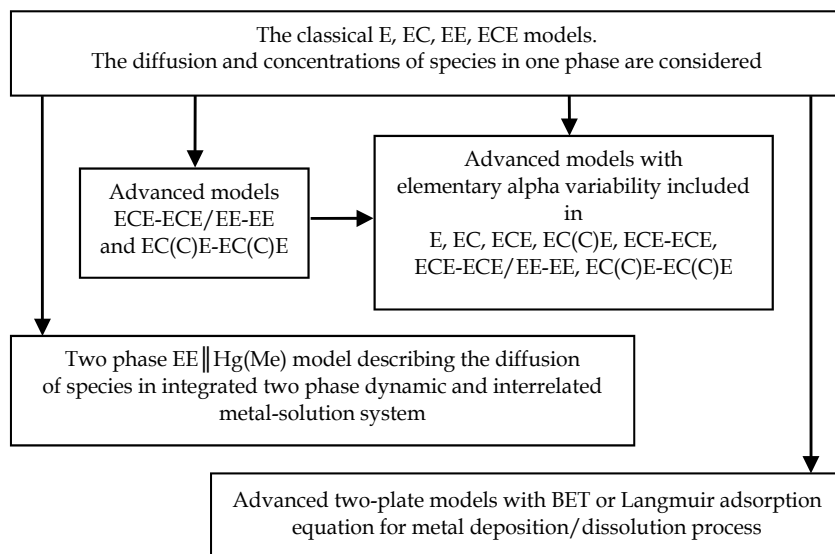 The classical E, EC, EE, ECE models.
The diffusion and concentrations of species in one phase are considered
Advanced models
ECE-ECE/EE-EE
and EC(C)E-EC(C)E
Advanced models with
elementary alpha variability included
in
E, EC, ECE, EC(C)E, ECE-ECE,
ECE-ECE/EE-EE, EC(C)E-EC(C)E
Two phase EE║Hg(Me) model describing the diffusion
of species in integrated two phase dynamic and interrelated
metal-solution system
Advanced two-plate models with BET or Langmuir adsorption
equation for metal deposition/dissolution process